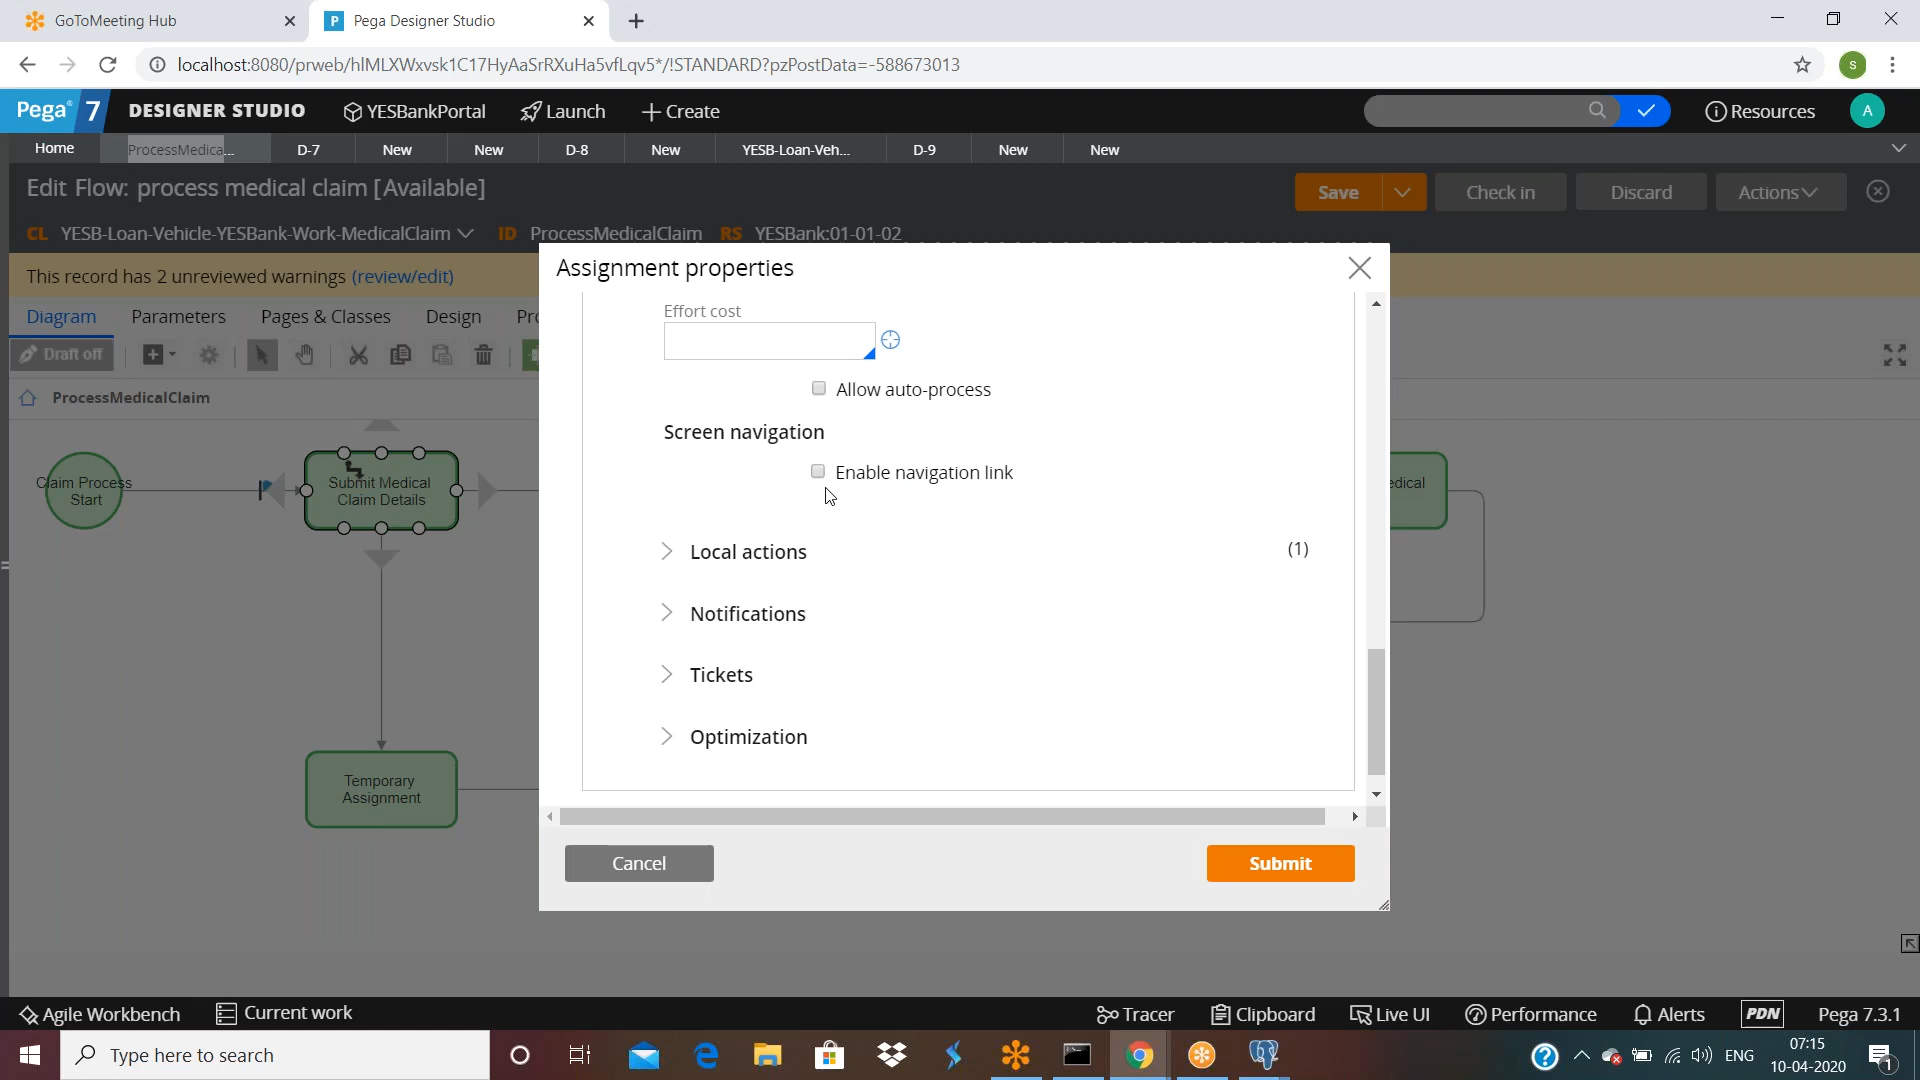 GoToMeeting Hub
P Pega Designer Studio
localhost:8080/prweb/hIMLXWxvsk1C17HyAaSrRXuHa5vfLqv5*/!STANDARD?pzPostData=-588673013
S
Pega 7 DESIGNER STUDIO YESBankPortal Launch Create Resources A
Home ProcessMedica... D-7 New New D-8 New YESB-Loan-Veh... D-9 New New
Edit Flow: process medical claim [Available]
Save Check in Discard Actions
CL YESB-Loan-Vehicle-YESBank-Work-MedicalClaim ID ProcessMedicalClaim RS YESBank:01-01-02
This record has 2 unreviewed warnings (review/edit)
Diagram Parameters Pages & Classes Design
Draft off
ProcessMedicalClaim
Claim Process
Start
Submit Medical
Claim Details
Temporary
Assignment
Assignment properties
Effort cost
Allow auto-process
Screen navigation
Enable navigation link
Local actions (1)
Notifications
Tickets
Optimization
Cancel Submit
Agile Workbench Current work Tracer Clipboard Live UI Performance Alerts PDN Pega 7.3.1
Type here to search
ENG
07:15
10-04-2020
1